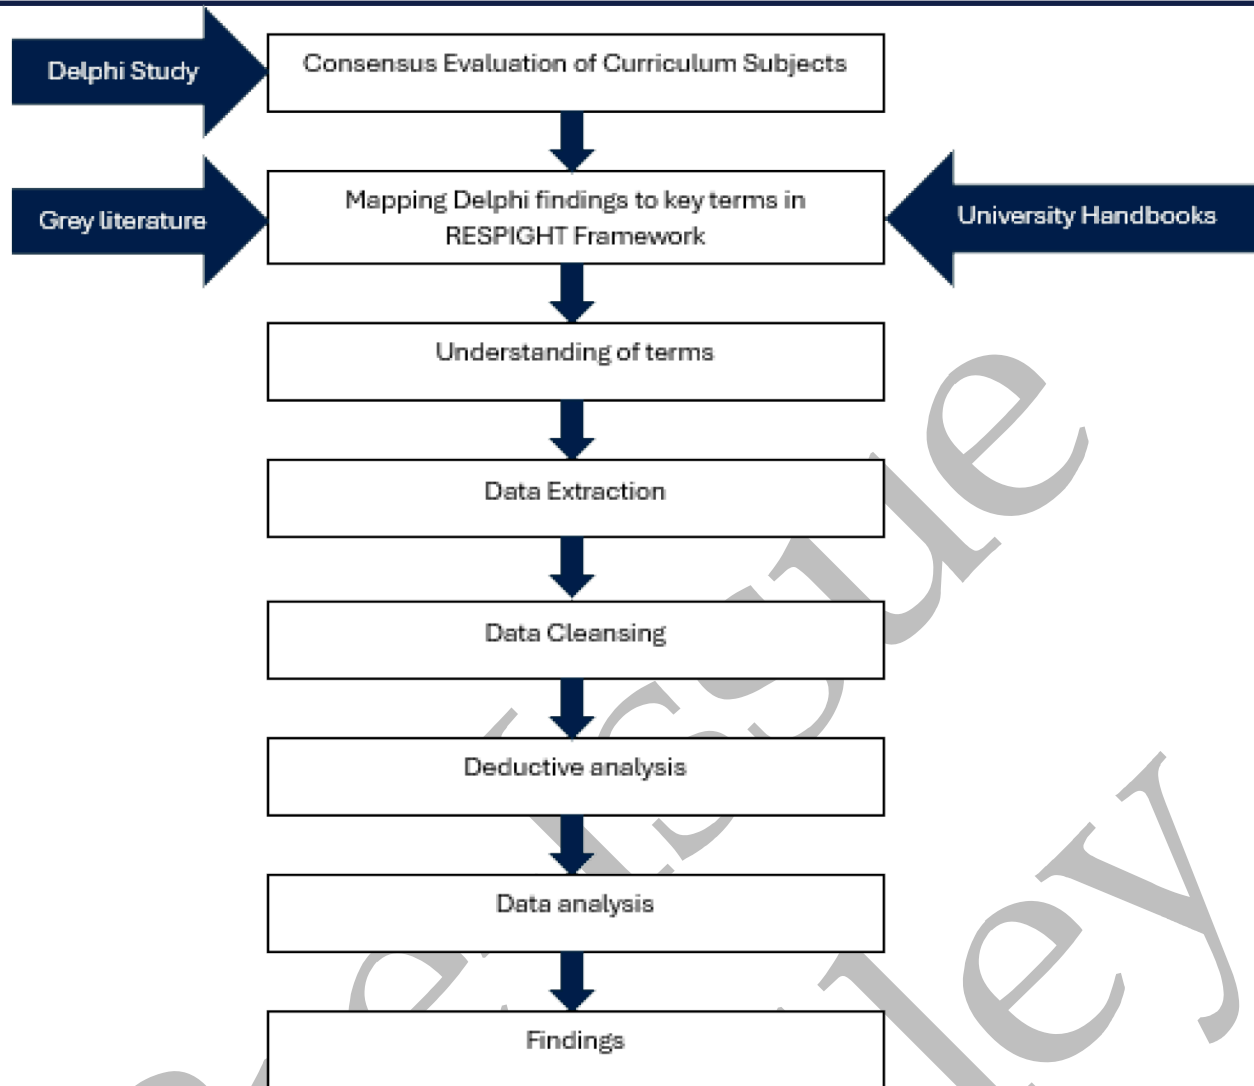 Delphi Study
Consensus Evaluation of Curriculum Subjects
Grey literature
Mapping Delphi findings to key terms in
RESPIGHT Framework
University Handbooks
Understanding of terms
Data Extraction
Data Cleansing
Deductive analysis
Data analysis
Findings